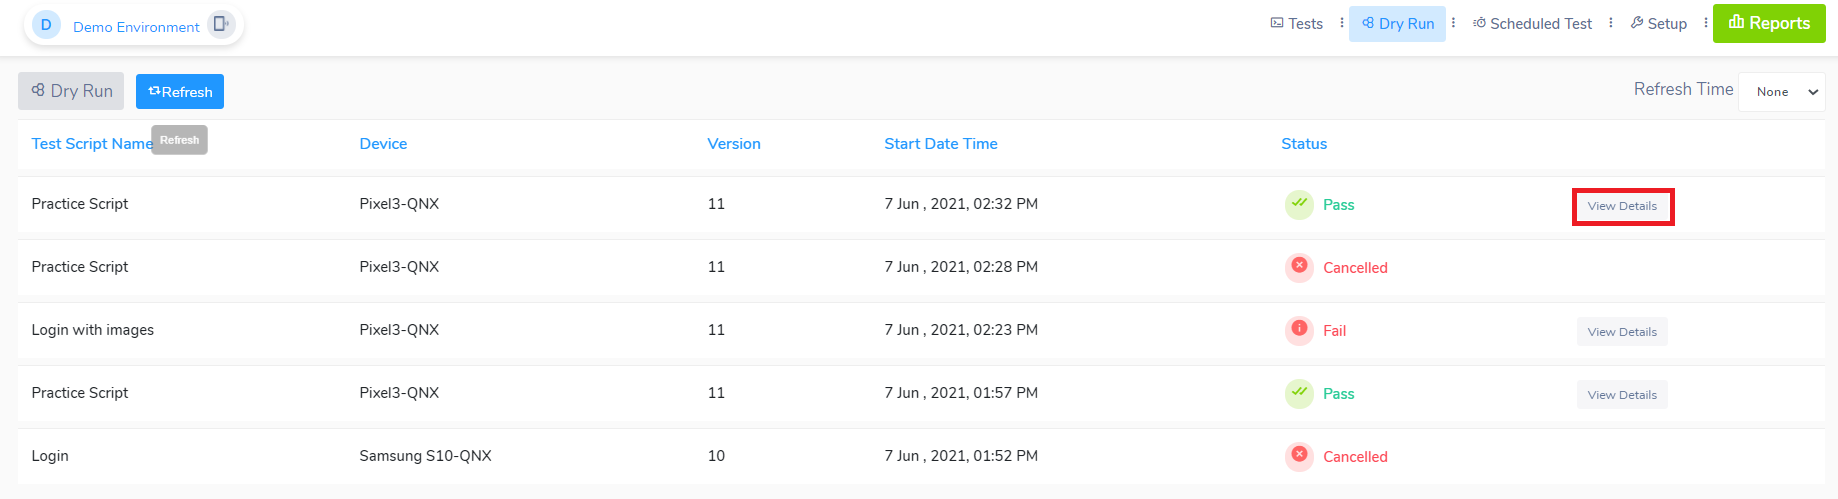 D Demo Environment Tests Dry Run Scheduled Test Setup Reports
Dry Run Refresh Refresh Time None
Refresh
Test Script Name Device Version Start Date Time Status
Practice Script Pixel3-QNX 11 7 Jun , 2021, 02:32 PM Pass View Details
Practice Script Pixel3-QNX 11 7 Jun , 2021, 02:28 PM Cancelled
Login with images Pixel3-QNX 11 7 Jun , 2021, 02:23 PM Fail View Details
Practice Script Pixel3-QNX 11 7 Jun , 2021, 01:57 PM Pass View Details
Login Samsung S10-QNX 10 7 Jun , 2021, 01:52 PM Cancelled